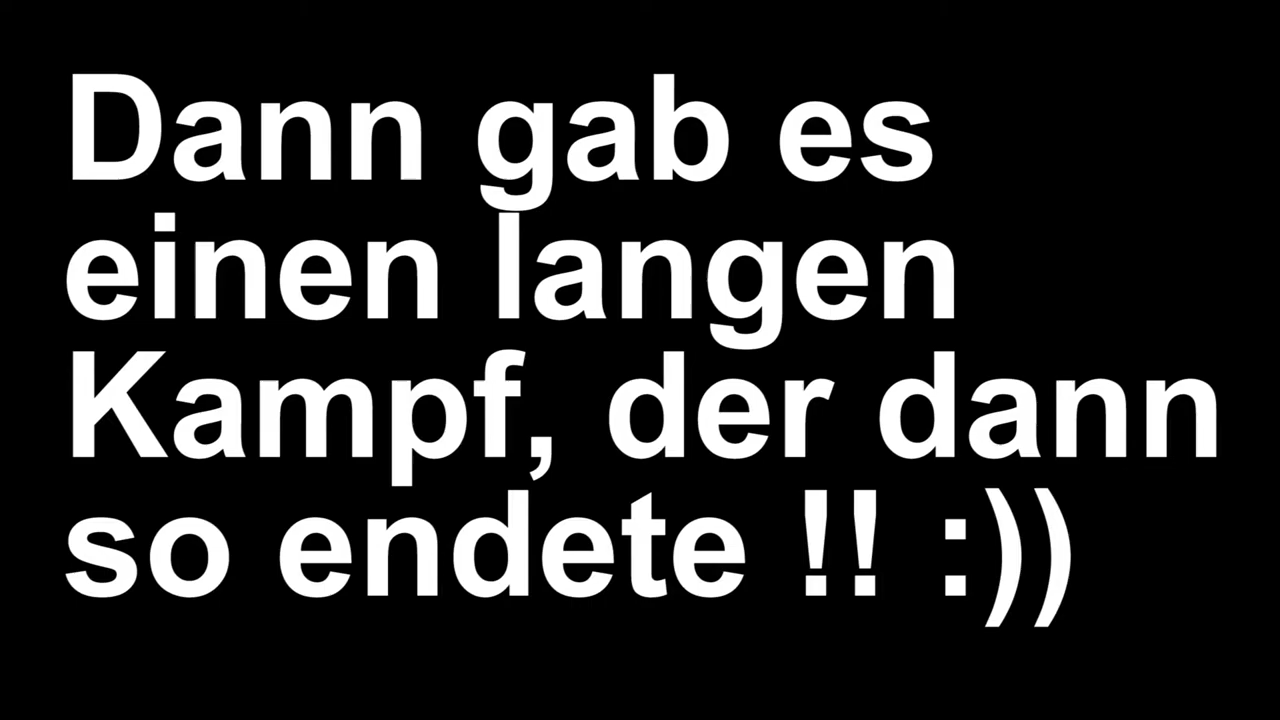 Dann gab es
einen langen
Kampf, der dann
so endete !! :))